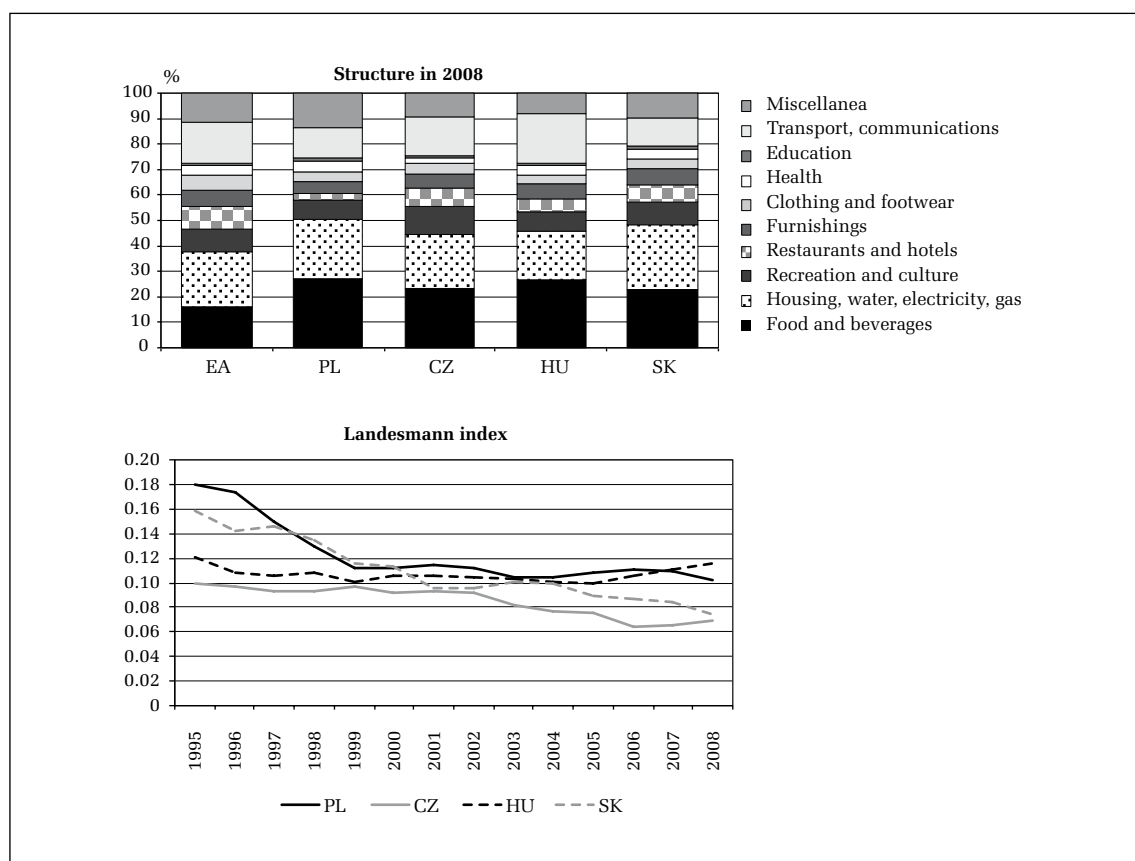 Structure in 2008
%
100
90
80
70
60
50
40
30
20
10
0
EA PL CZ HU SK
Miscellanea
Transport, communications
Education
Health
Clothing and footwear
Furnishings
Restaurants and hotels
Recreation and culture
Housing, water, electricity, gas
Food and beverages
Landesmann index
0.20
0.18
0.16
0.14
0.12
0.10
0.08
0.06
0.04
0.02
0
1995 1996 1997 1998 1999 2000 2001 2002 2003 2004 2005 2006 2007 2008
PL CZ HU SK